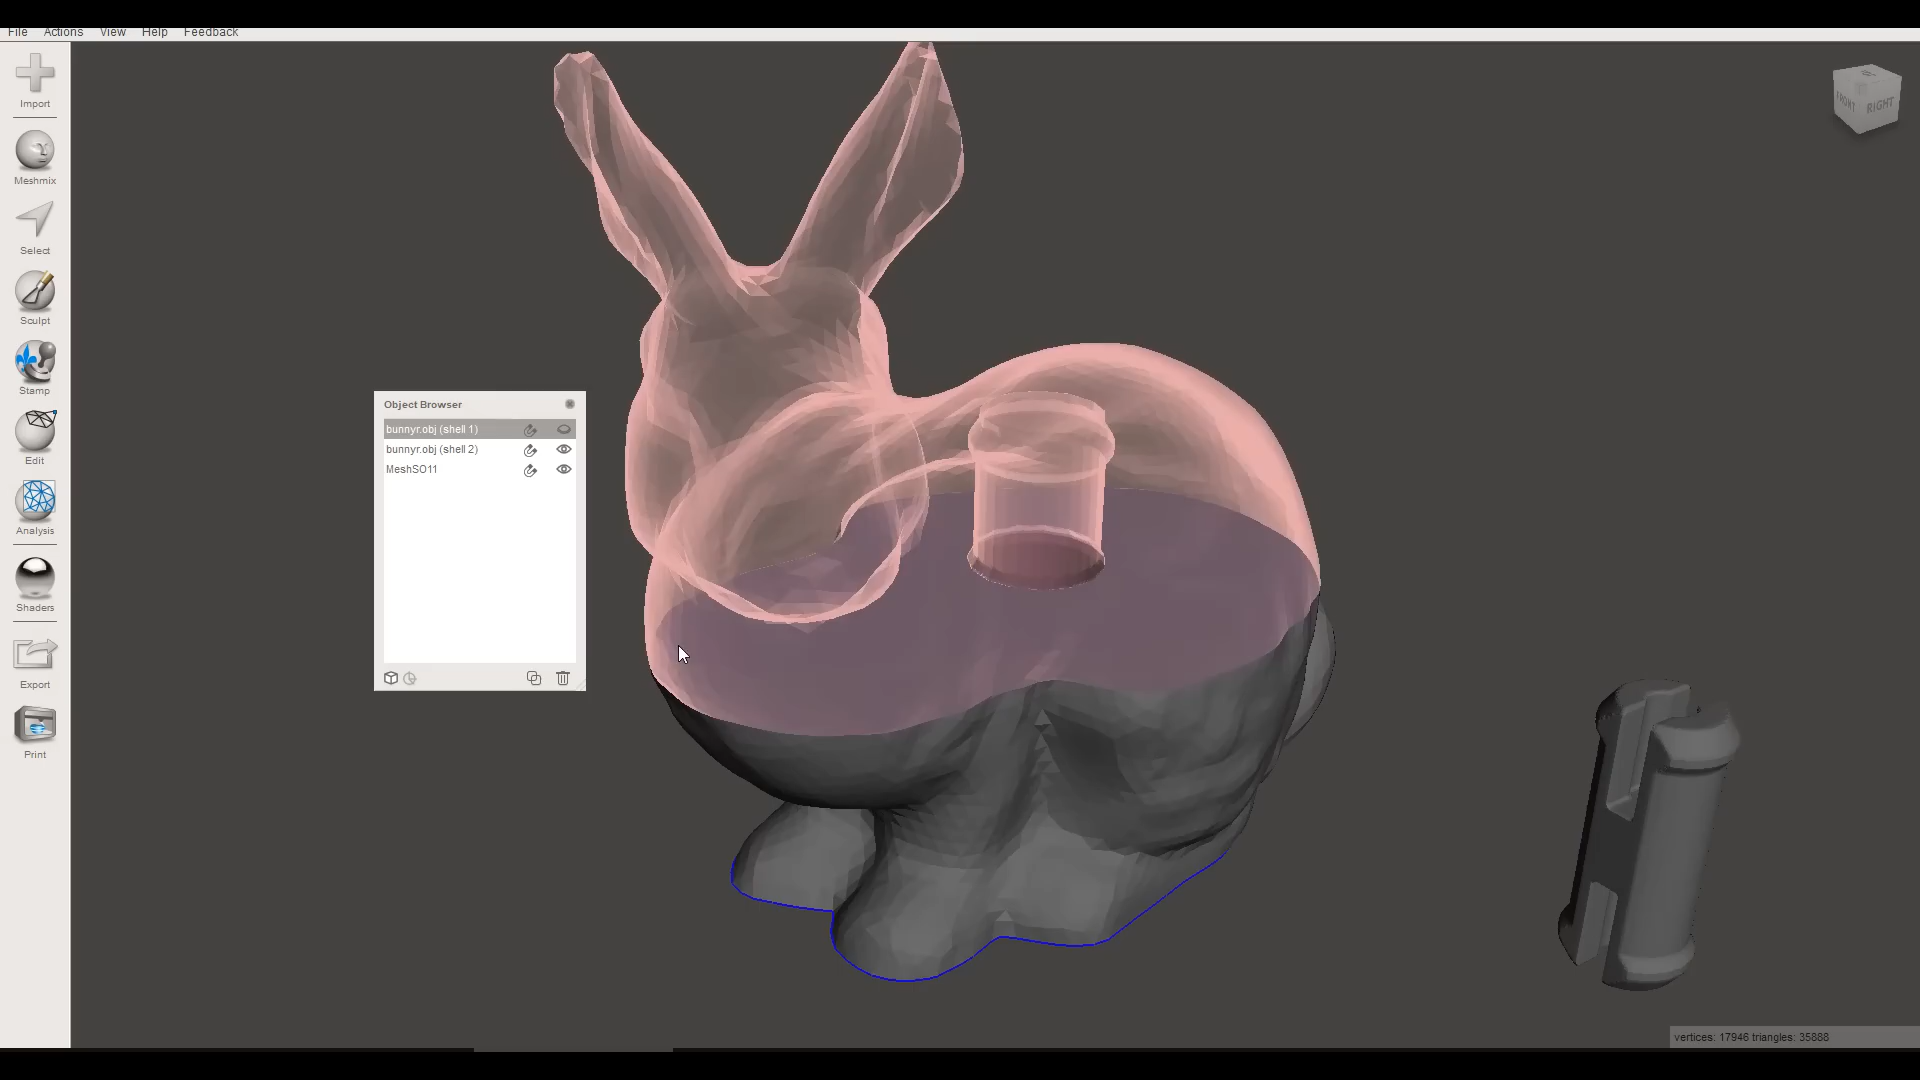 File Actions View Help Feedback
Import
Meshmix
Select
Sculpt
Stamp
Edit
Analysis
Shaders
Export
Print
Object Browser
bunnyr.obj (shell 1)
bunnyr.obj (shell 2)
MeshSO11
FRONT
RIGHT
vertices: 17946 triangles: 35888